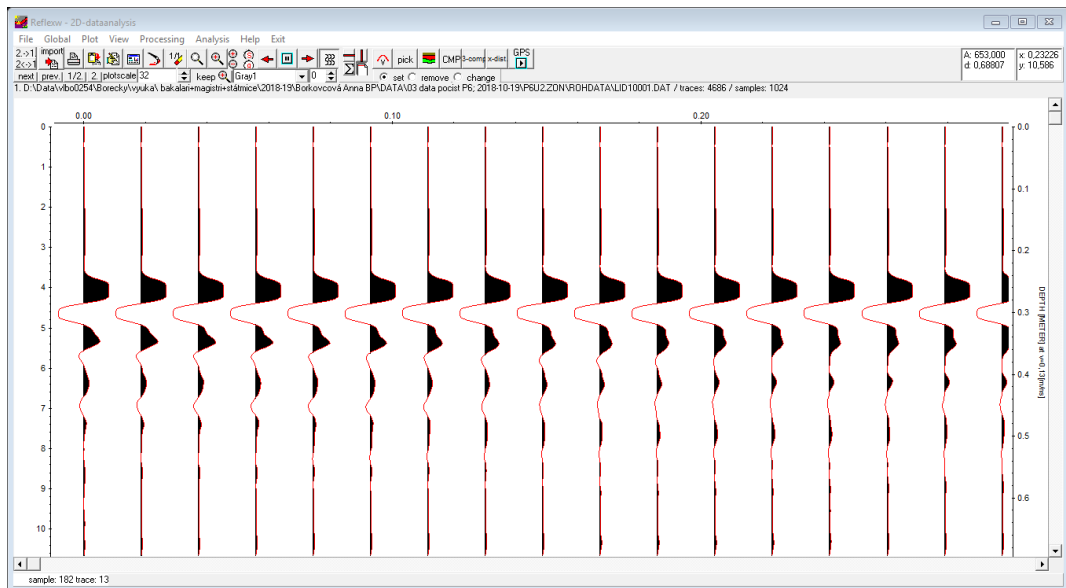 Reflexw - 2D-dataanalysis
File Global Plot View Processing Analysis Help Exit
2.->1 import 1/2 GPS
2<->1 pick CMP 3-comp x-dist.
next prev. 1/2. 2. plotscale 32 keep Gray1 0 set remove change
A: 653,000 x: 0,23226
d: 0,68807 y: 10,586
1. D:\Data\vlbo0254\Borecky\vyuka\ bakalari+magistri+státnice\2018-19\Borkovcová Anna BP\DATA\03 data pocist P6; 2018-10-19\P6U2.ZON\ROHDATA\LID10001.DAT / traces: 4686 / samples: 1024
0.00 0.10 0.20
0 0.0
1 0.1
2
3 0.2
4
5 0.3
6 0.4
7 0.5
8
9 0.6
10
DEPTH [METER] at v=0,13[m/ns]
sample: 182 trace: 13